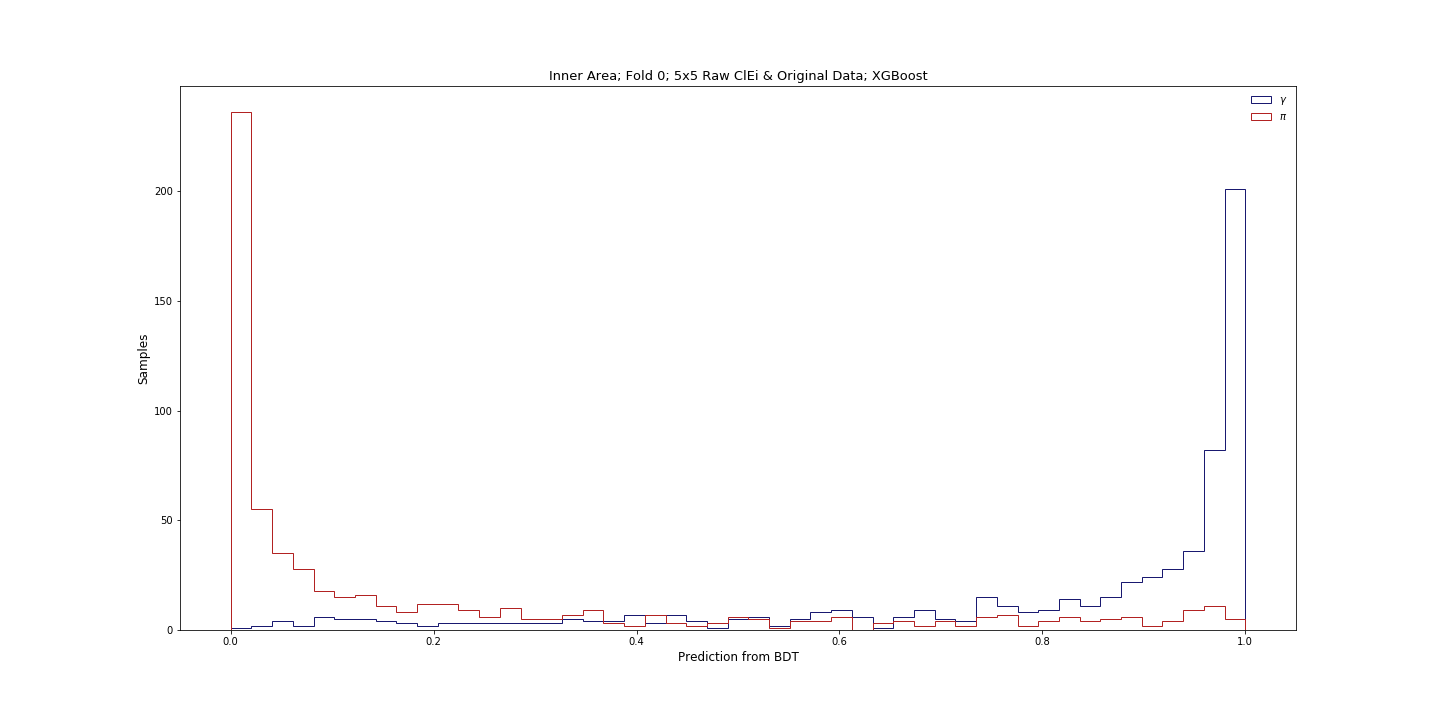 Inner Area; Fold 0; 5x5 Raw ClEi & Original Data; XGBoost
γ
π
200
150
100
50
0
Samples
0.0 0.2 0.4 0.6 0.8 1.0
Prediction from BDT